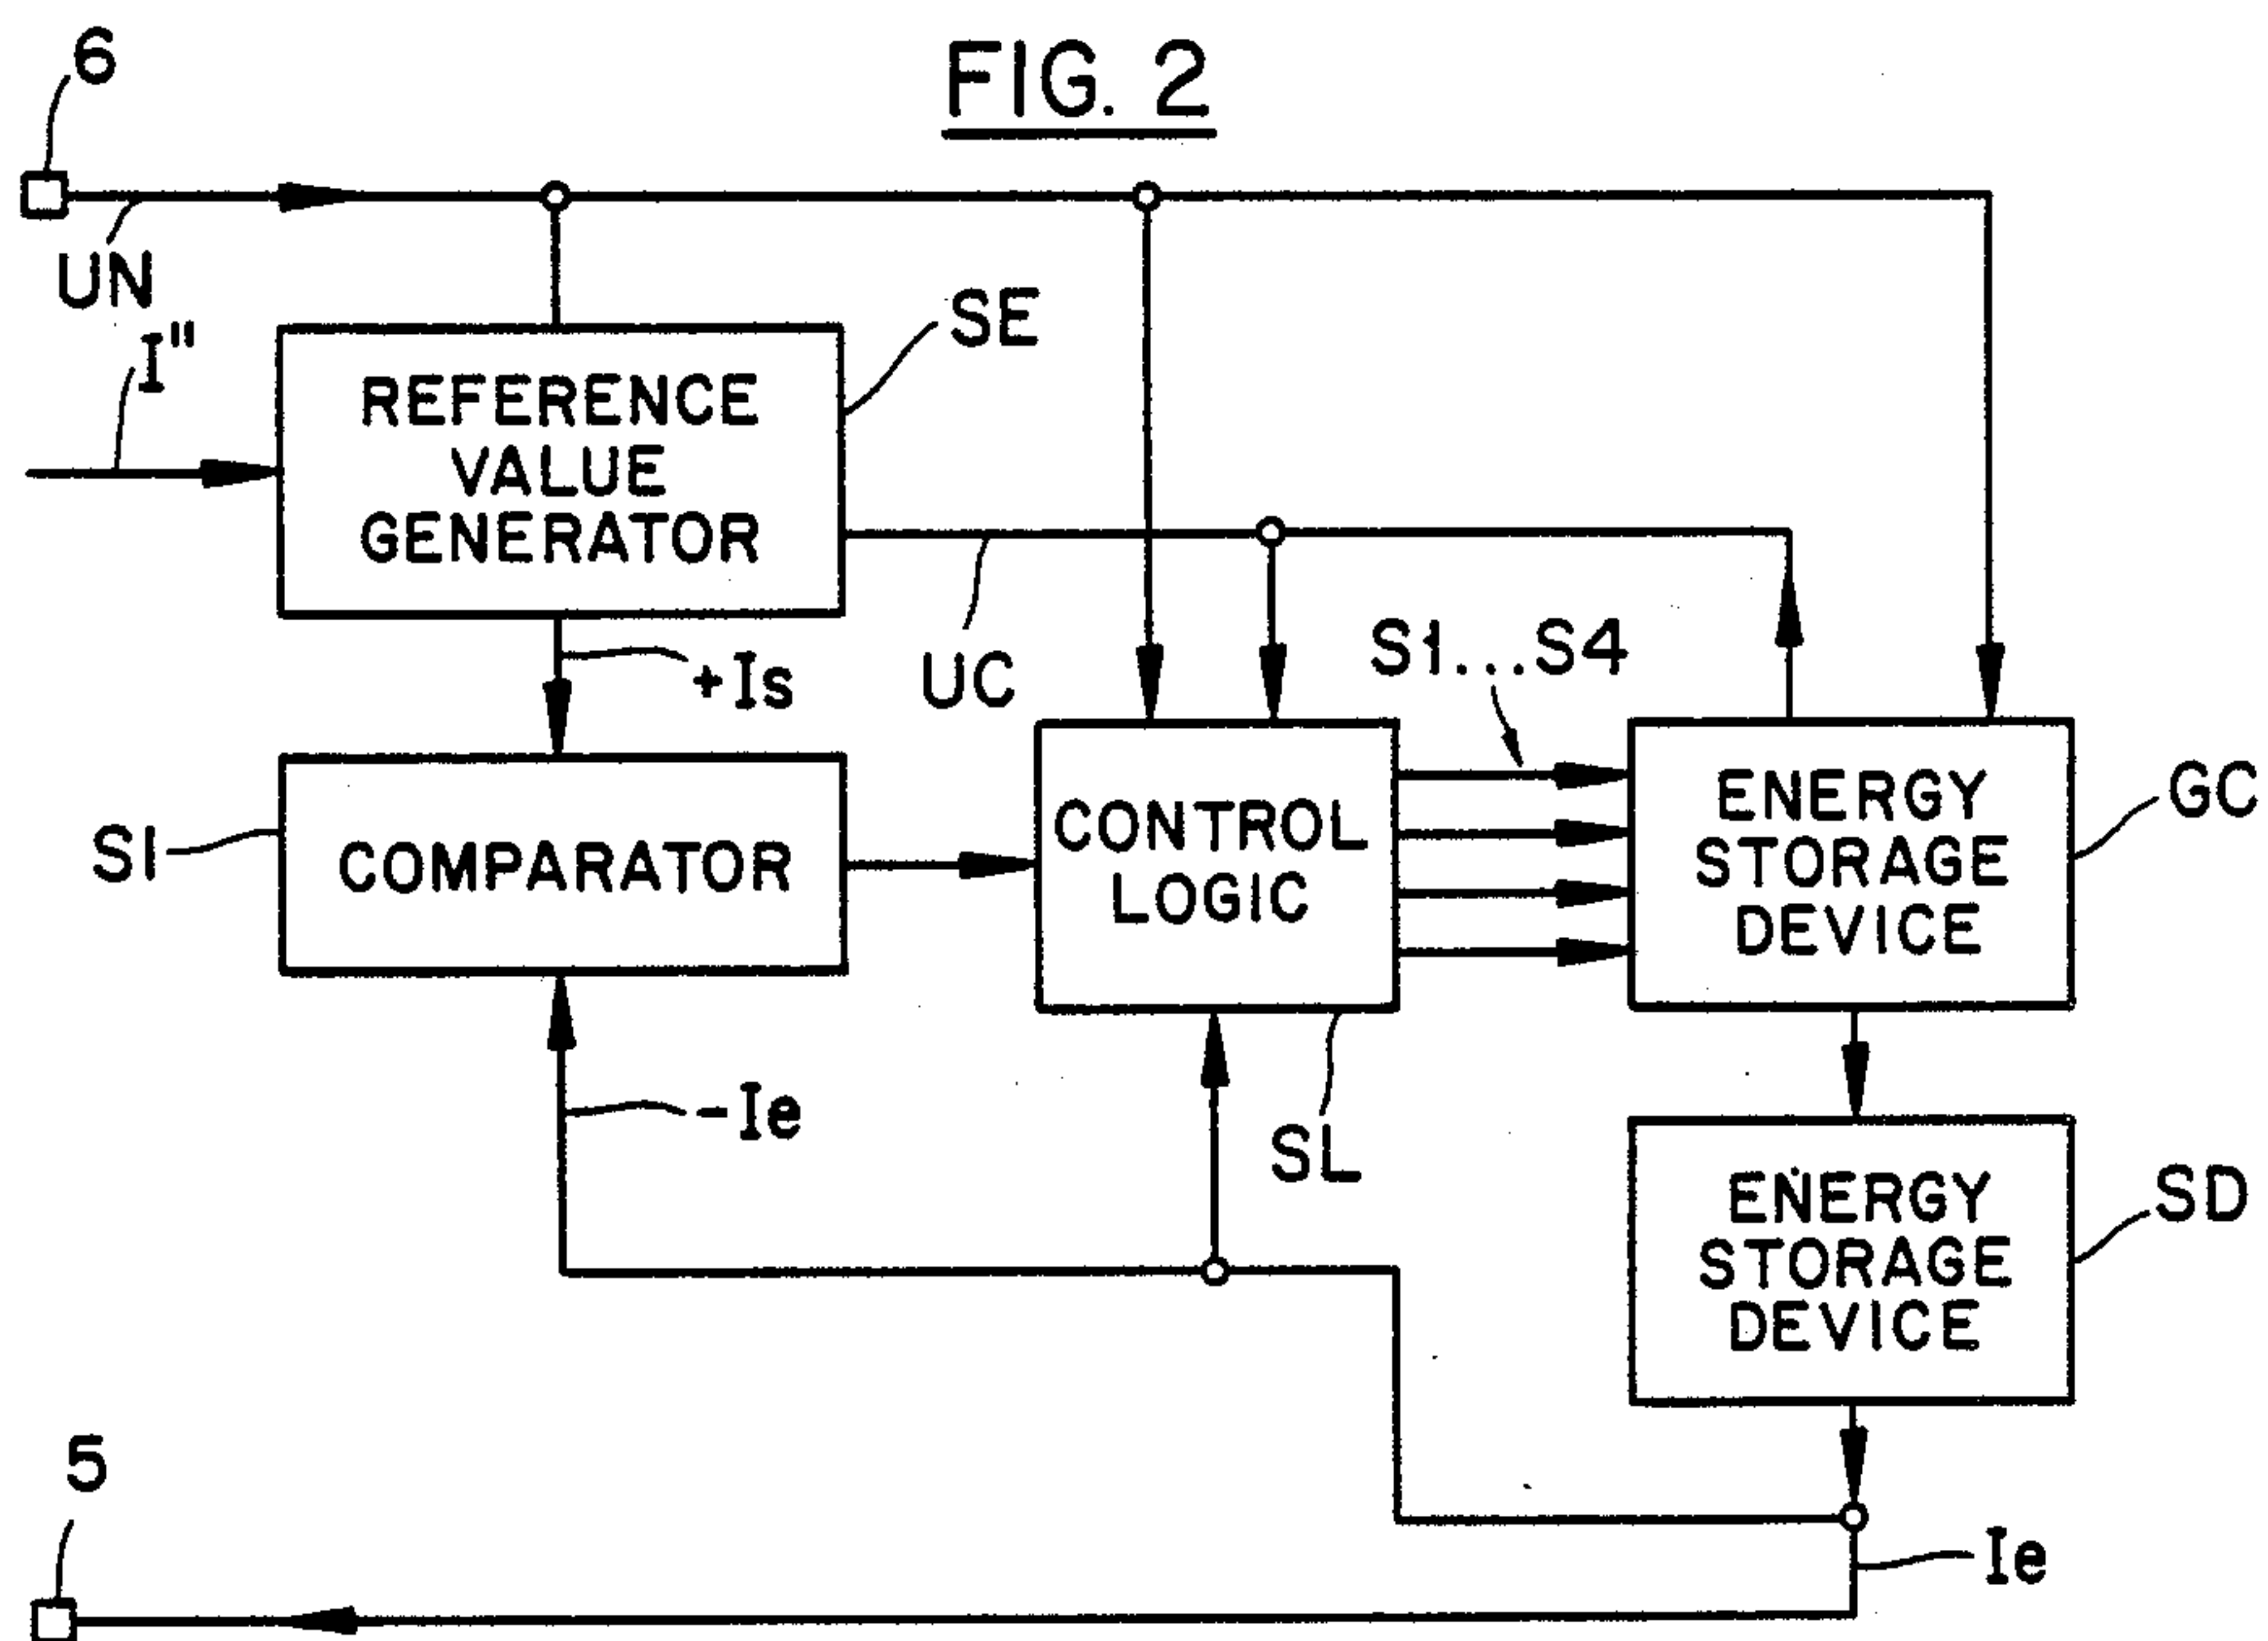 FIG. 2
6
UN
I"
SE
REFERENCE
VALUE
GENERATOR
+Is
UC
S1...S4
SI
COMPARATOR
CONTROL
LOGIC
ENERGY
STORAGE
DEVICE
GC
-Ie
SL
ENERGY
STORAGE
DEVICE
SD
5
Ie